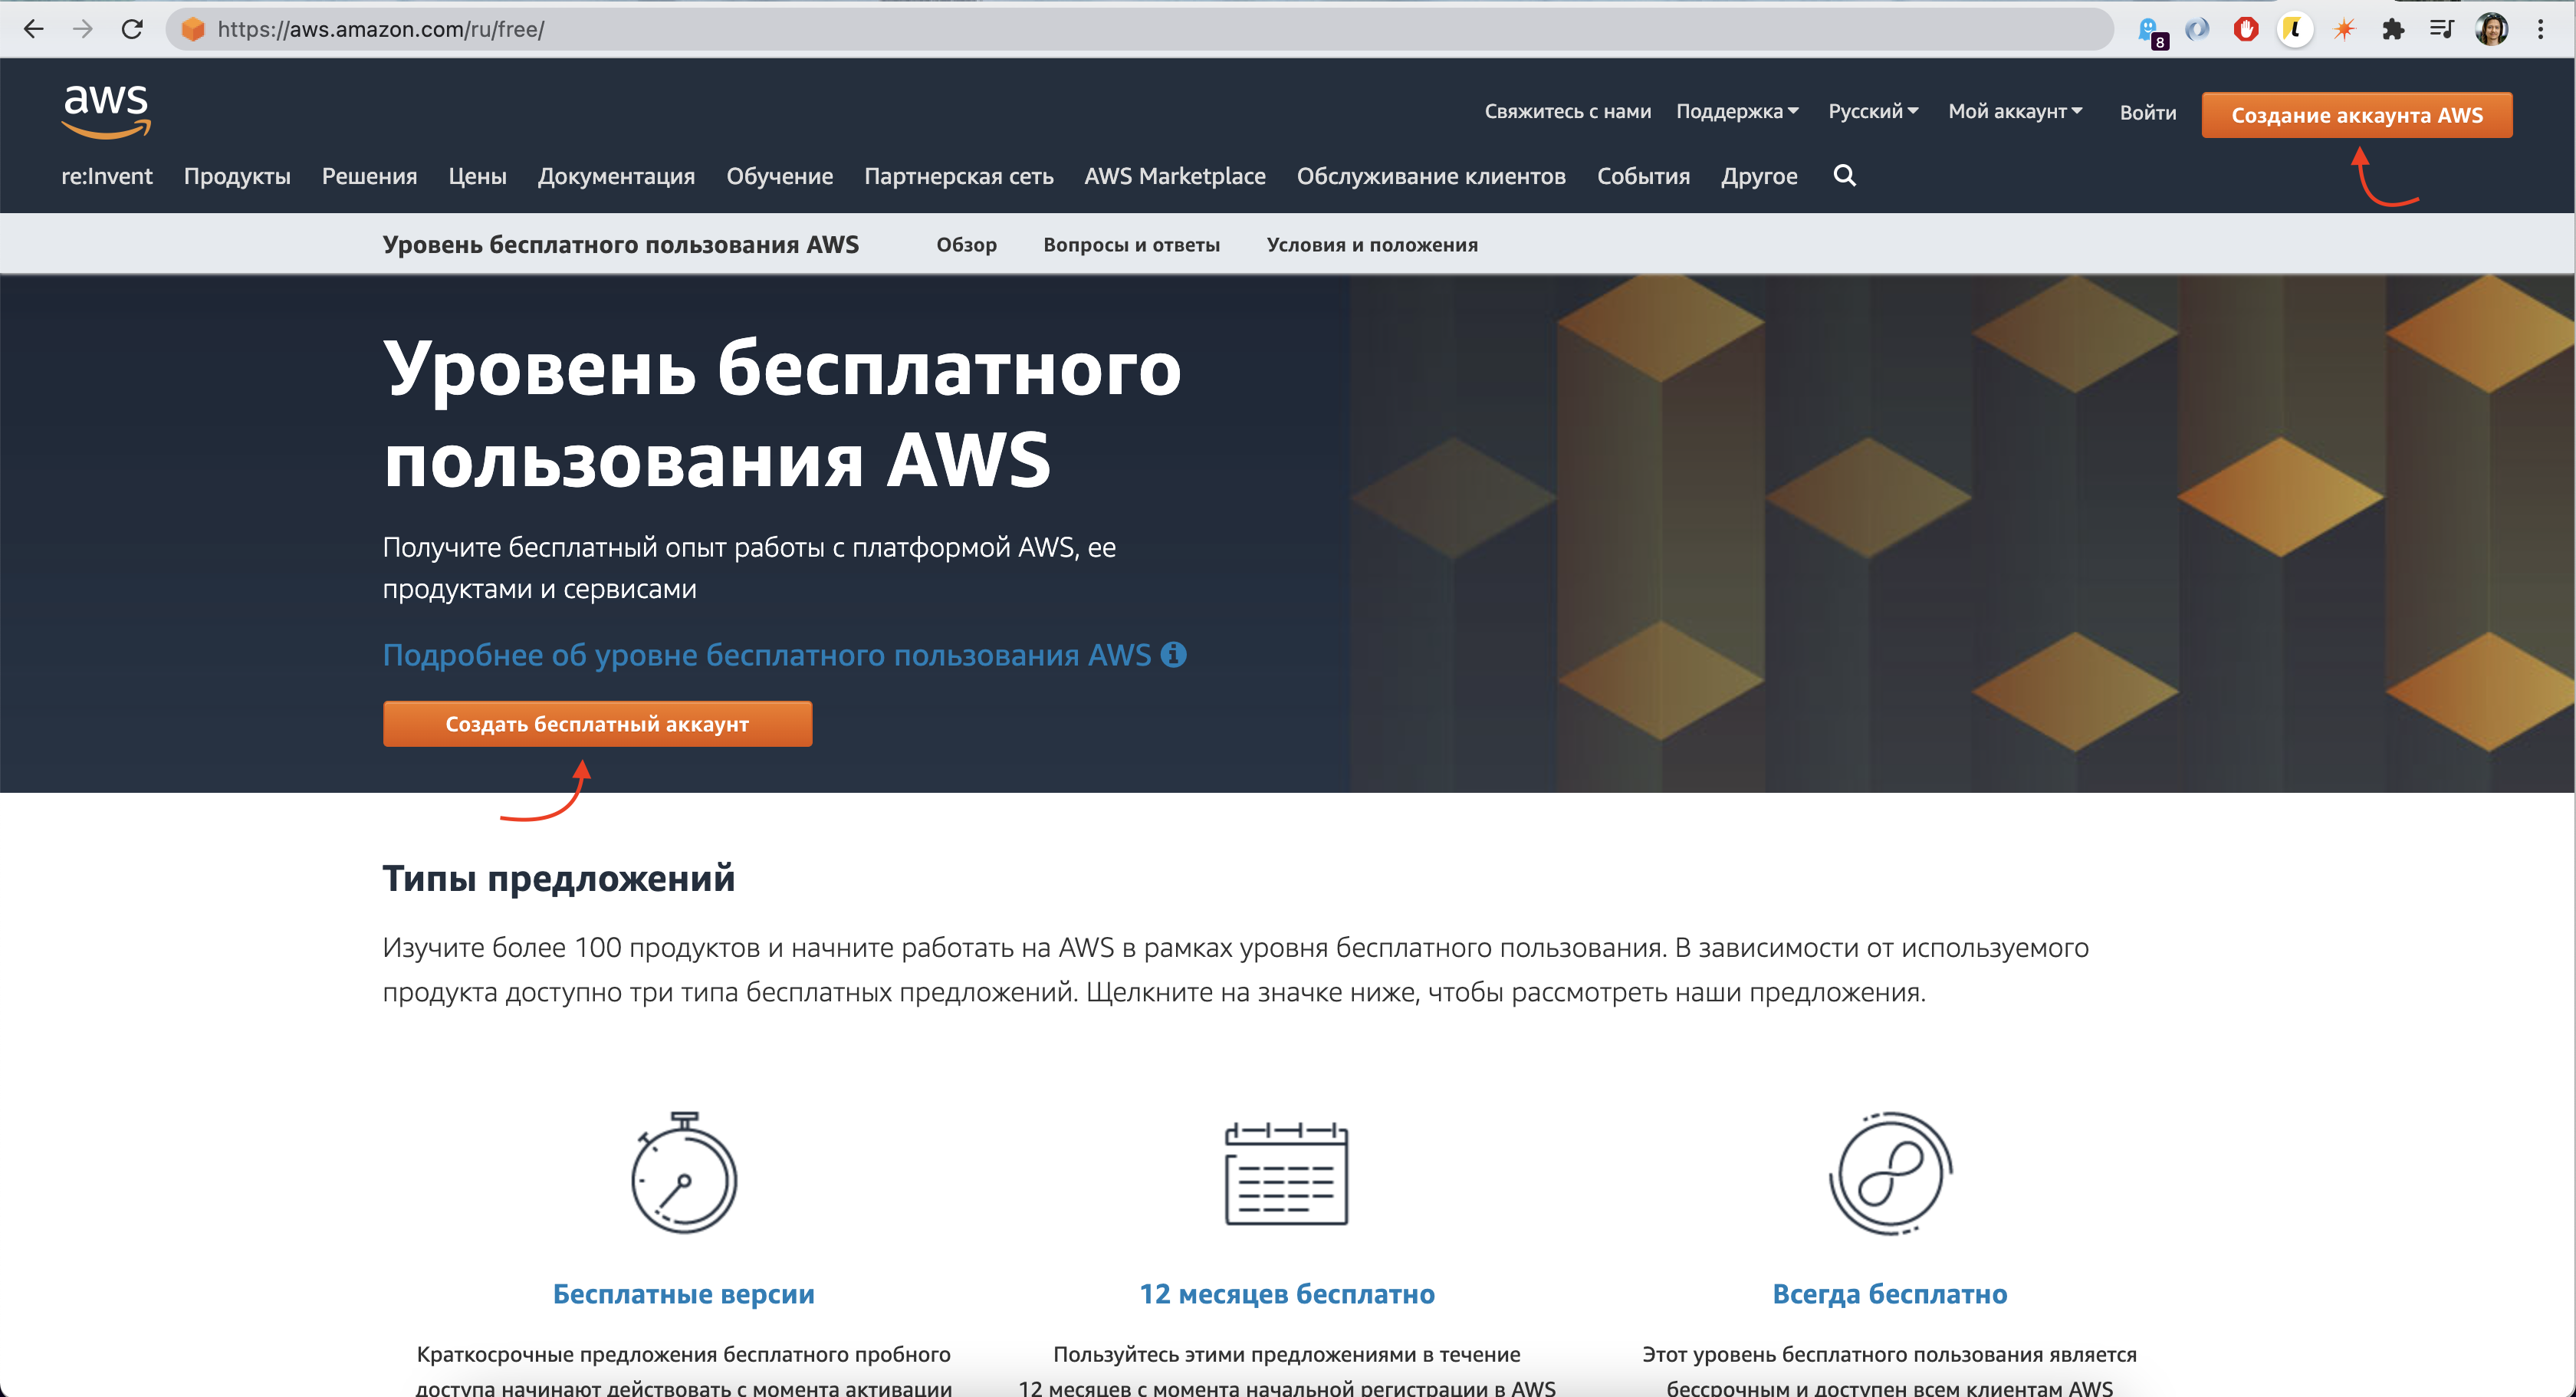 https://aws.amazon.com/ru/free/
8
aws
Свяжитесь с нами Поддержка Русский Мой аккаунт Войти Создание аккаунта AWS
re:Invent Продукты Решения Цены Документация Обучение Партнерская сеть AWS Marketplace Обслуживание клиентов События Другое
Уровень бесплатного пользования AWS Обзор Вопросы и ответы Условия и положения
Уровень бесплатного
пользования AWS
Получите бесплатный опыт работы с платформой AWS, ее
продуктами и сервисами
Подробнее об уровне бесплатного пользования AWS
Создать бесплатный аккаунт
Типы предложений
Изучите более 100 продуктов и начните работать на AWS в рамках уровня бесплатного пользования. В зависимости от используемого
продукта доступно три типа бесплатных предложений. Щелкните на значке ниже, чтобы рассмотреть наши предложения.
Бесплатные версии
Краткосрочные предложения бесплатного пробного
доступа начинают действовать с момента активации
12 месяцев бесплатно
Пользуйтесь этими предложениями в течение
12 месяцев с момента начальной регистрации в AWS
Всегда бесплатно
Этот уровень бесплатного пользования является
бессрочным и доступен всем клиентам AWS